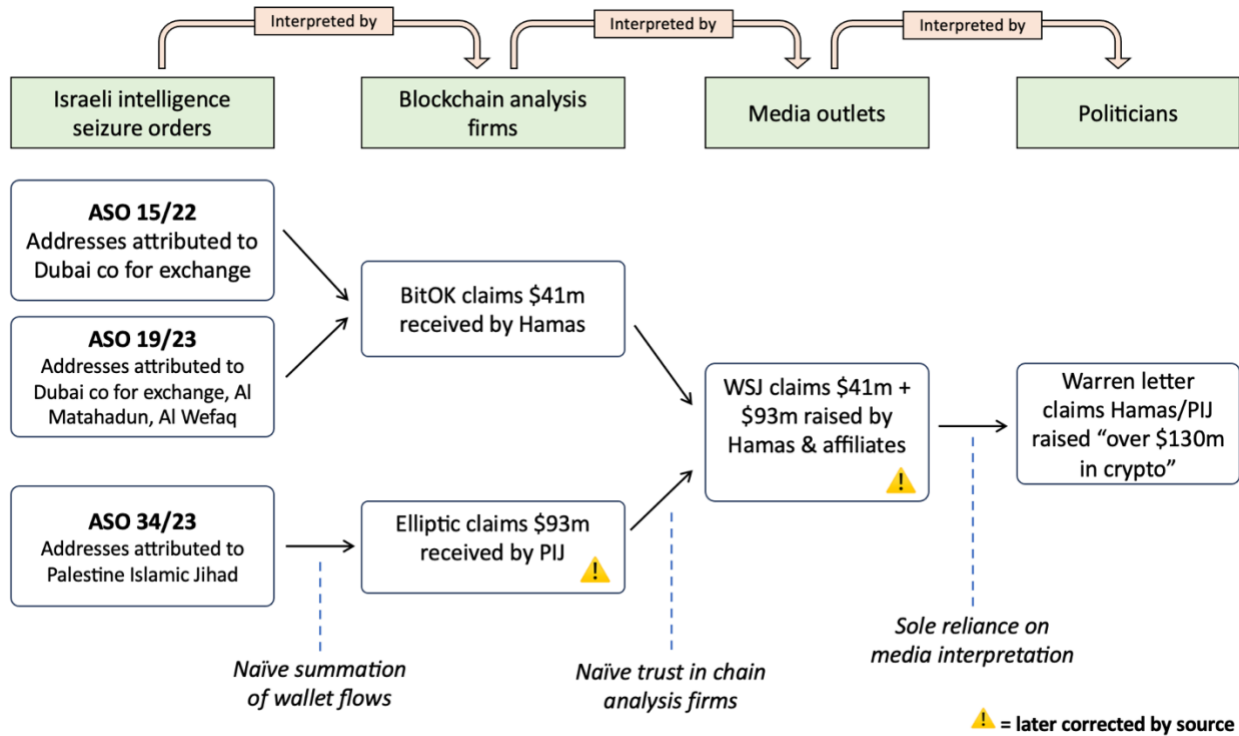 Interpreted by
Interpreted by
Interpreted by
Israeli intelligence
seizure orders
Blockchain analysis
firms
Media outlets
Politicians
ASO 15/22
Addresses attributed to
Dubai co for exchange
ASO 19/23
Addresses attributed to
Dubai co for exchange, Al
Matahadun, Al Wefaq
ASO 34/23
Addresses attributed to
Palestine Islamic Jihad
BitOK claims $41m
received by Hamas
Elliptic claims $93m
received by PIJ
WSJ claims $41m +
$93m raised by
Hamas & affiliates
Warren letter
claims Hamas/PIJ
raised “over $130m
in crypto”
Naïve summation
of wallet flows
Naïve trust in chain
analysis firms
Sole reliance on
media interpretation
= later corrected by source